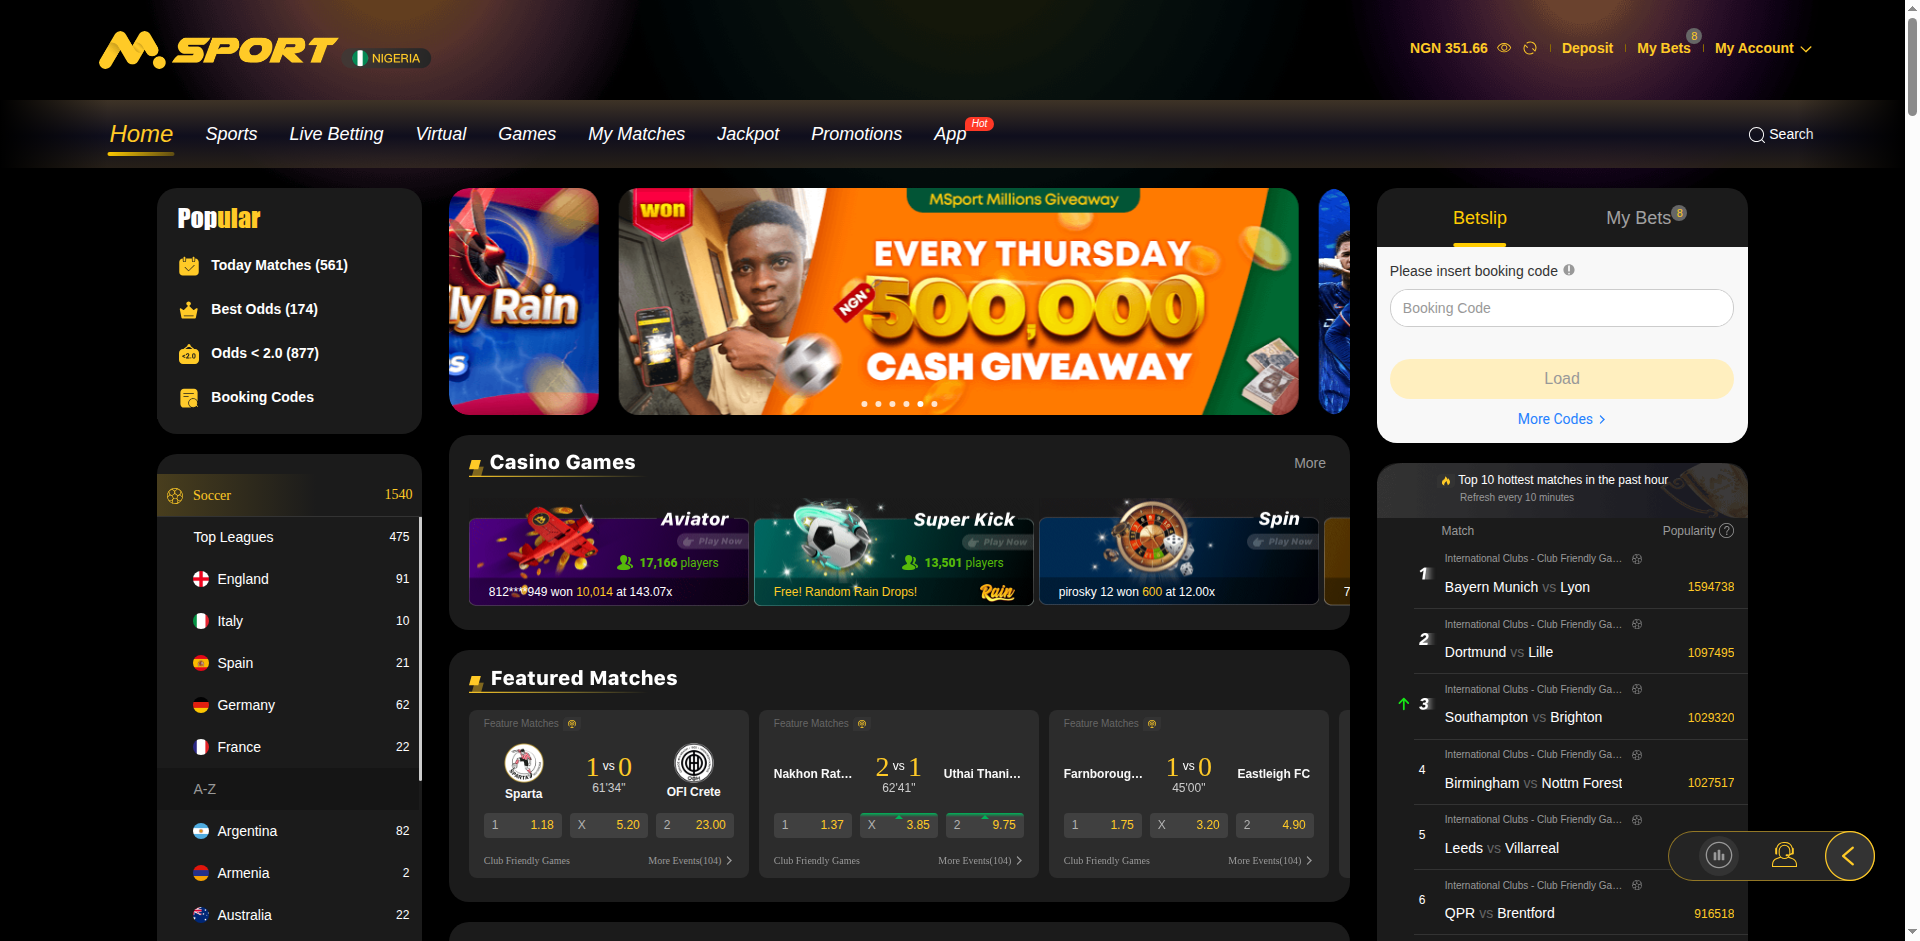 M.SPORT
NIGERIA
NGN 351.66
Deposit
My Bets
8
My Account
Home
Sports
Live Betting
Virtual
Games
My Matches
Jackpot
Promotions
App
Hot
Search
Popular
Today Matches (561)
Best Odds (174)
<2.0
Odds < 2.0 (877)
Booking Codes
Soccer
1540
Top Leagues
475
England
91
Italy
10
Spain
21
Germany
62
France
22
A-Z
Argentina
82
Armenia
2
Australia
22
ly Rain
s
won
MSport Millions Giveaway
EVERY THURSDAY
NGN
500,000
CASH GIVEAWAY
Casino Games
More
Aviator
Play Now
17,166 players
812***949 won 10,014 at 143.07x
Super Kick
Play Now
13,501 players
Free! Random Rain Drops!
Rain
Spin
Play Now
pirosky 12 won 600 at 12.00x
7
Featured Matches
Feature Matches
Sparta
1 vs 0
61'34"
OFI Crete
1 1.18
X 5.20
2 23.00
Club Friendly Games
More Events(104)
Feature Matches
Nakhon Rat...
2 vs 1
62'41"
Uthai Thani...
1 1.37
X 3.85
2 9.75
Club Friendly Games
More Events(104)
Feature Matches
Farnboroug...
1 vs 0
45'00"
Eastleigh FC
1 1.75
X 3.20
2 4.90
Club Friendly Games
More Events(104)
Betslip
My Bets
8
Please insert booking code
Booking Code
Load
More Codes
Top 10 hottest matches in the past hour
Refresh every 10 minutes
Match
Popularity
?
1
International Clubs - Club Friendly Ga...
Bayern Munich vs Lyon
1594738
2
International Clubs - Club Friendly Ga...
Dortmund vs Lille
1097495
3
International Clubs - Club Friendly Ga...
Southampton vs Brighton
1029320
4
International Clubs - Club Friendly Ga...
Birmingham vs Nottm Forest
1027517
5
International Clubs - Club Friendly Ga...
Leeds vs Villarreal
6
International Clubs - Club Friendly Ga...
QPR vs Brentford
916518